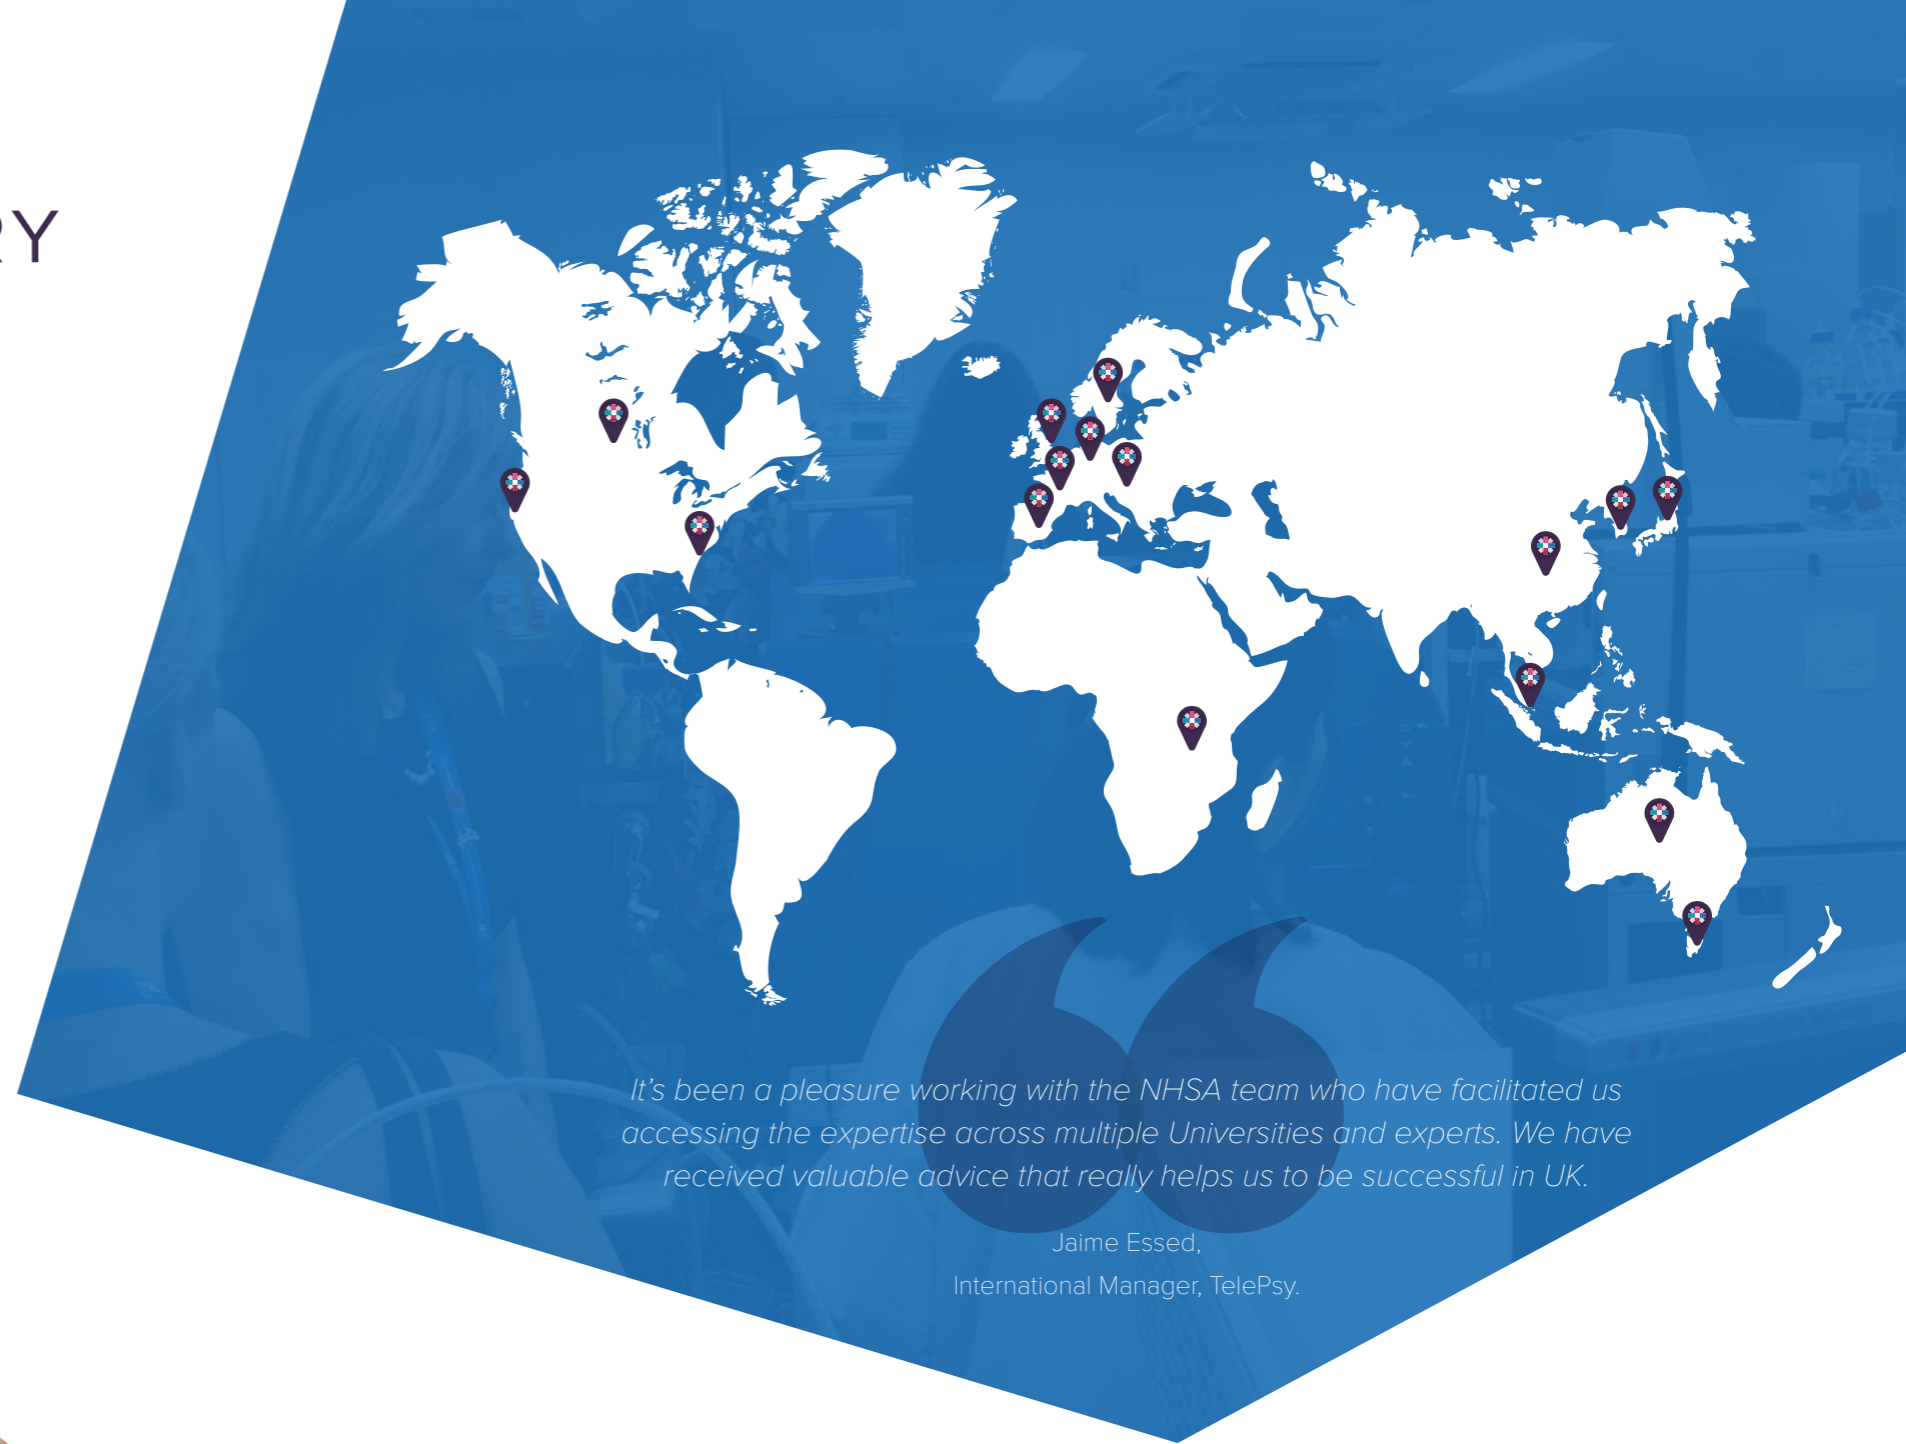 RY
It's been a pleasure working with the NHSA team who have facilitated us
accessing the expertise across multiple Universities and experts. We have
received valuable advice that really helps us to be successful in UK.
Jaime Essed,
International Manager, TelePsy.